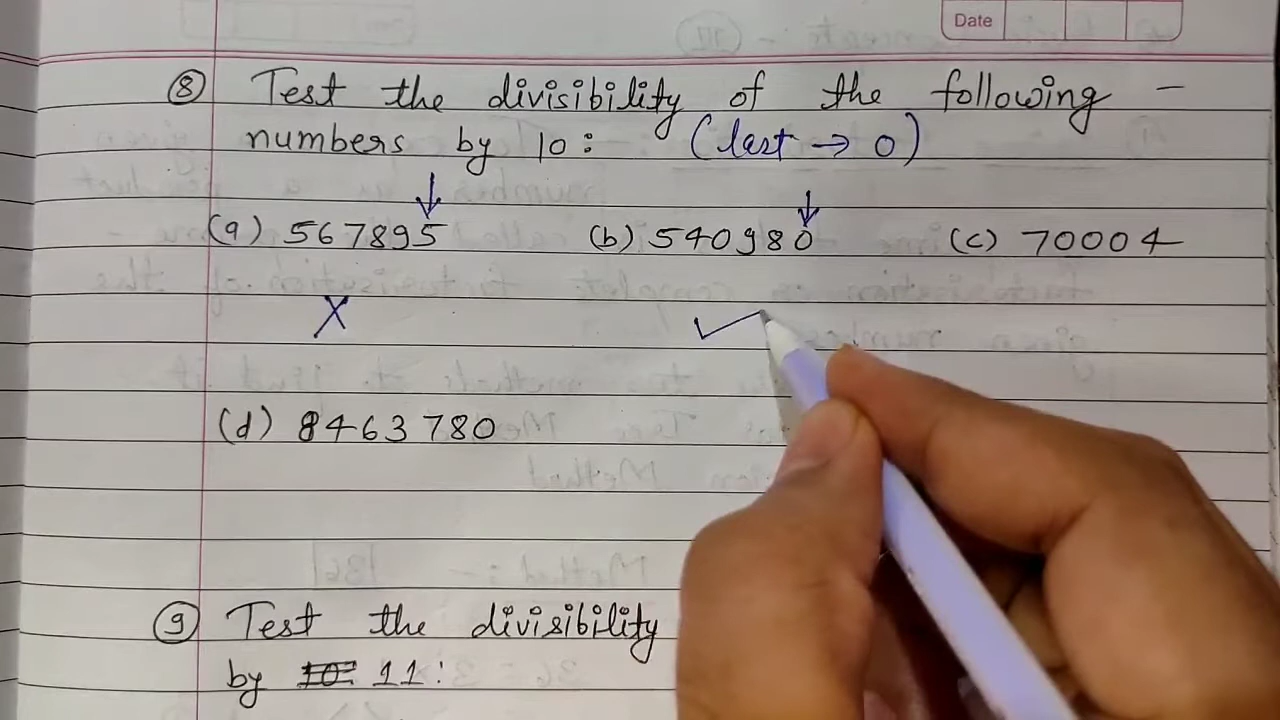 Date
⑧ Test the divisibility of the following -
numbers by 10: (last → 0)
(a) 567895 (b) 540980 (c) 70004
(d) 8463780
⑨ Test the divisibility
by 11: